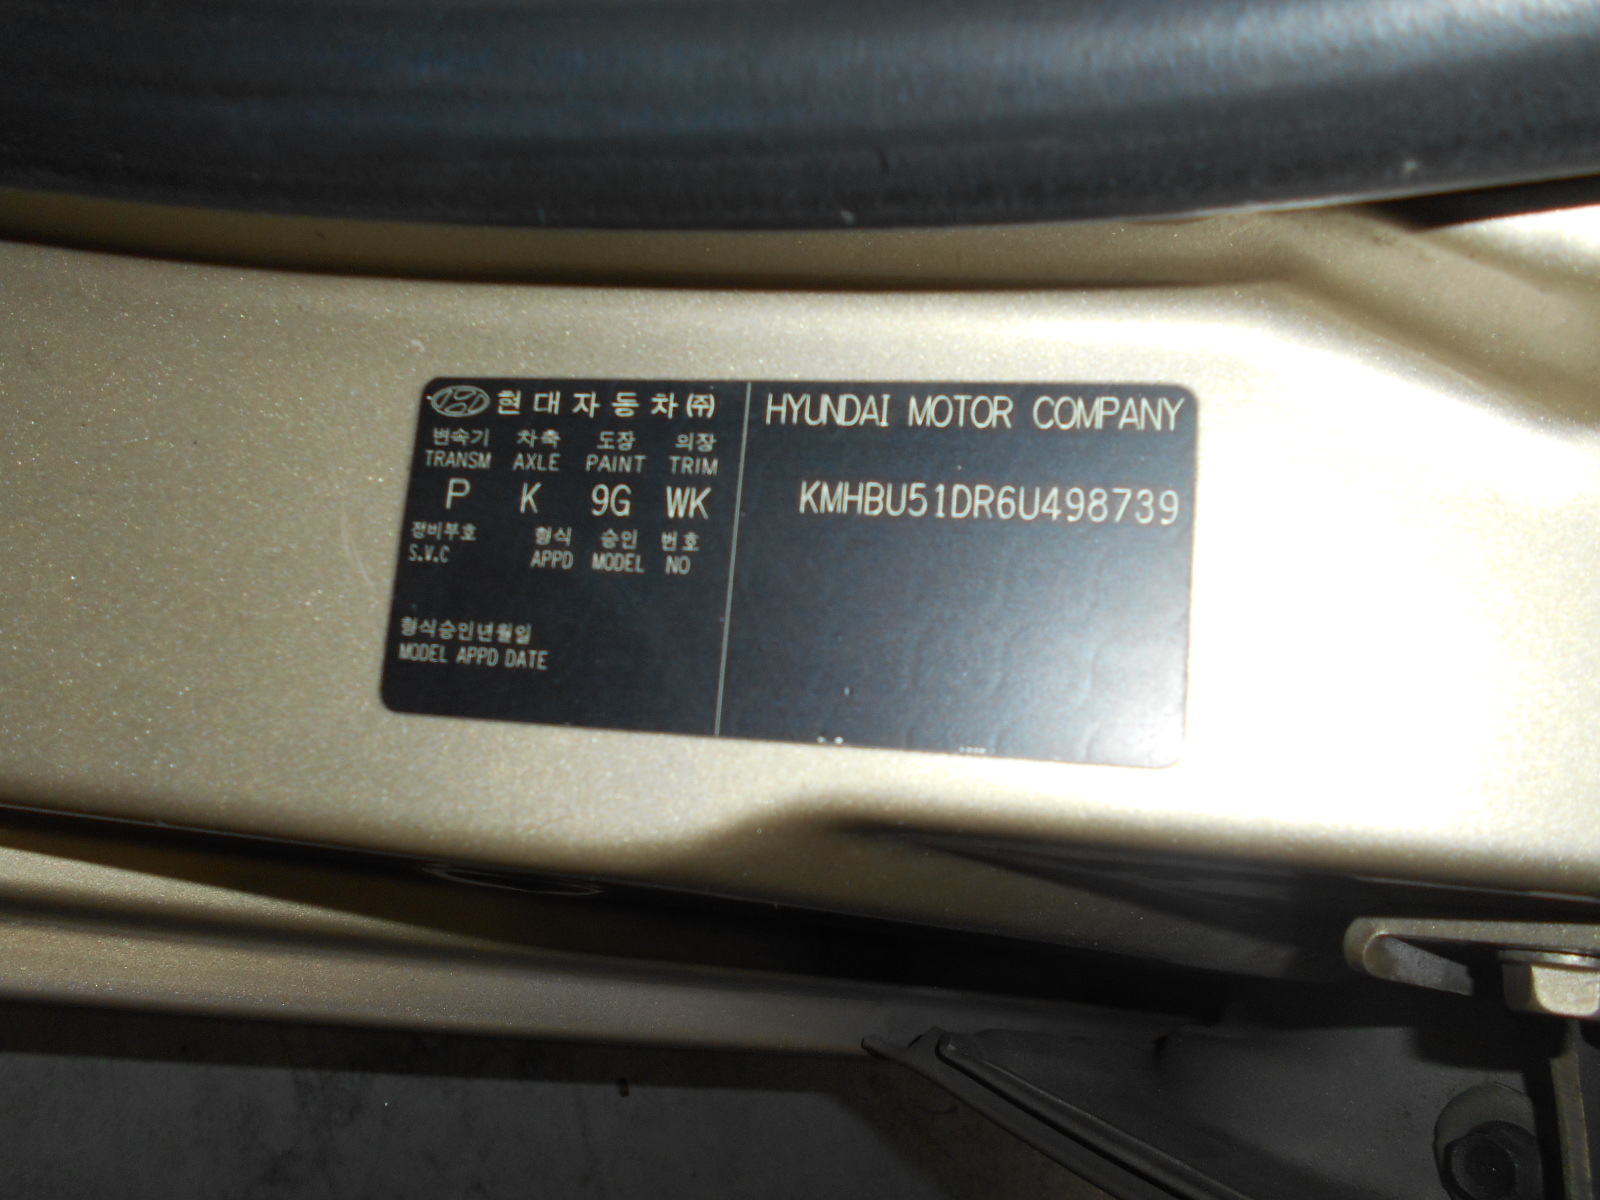 현대자동차(주)
변속기 차축 도장 의장
TRANSM AXLE PAINT TRIM
P K 9G WK
정비부호 형식 승인 번호
S.V.C APPD MODEL NO
형식승인년월일
MODEL APPD DATE
HYUNDAI MOTOR COMPANY
KMHBU51DR6U498739